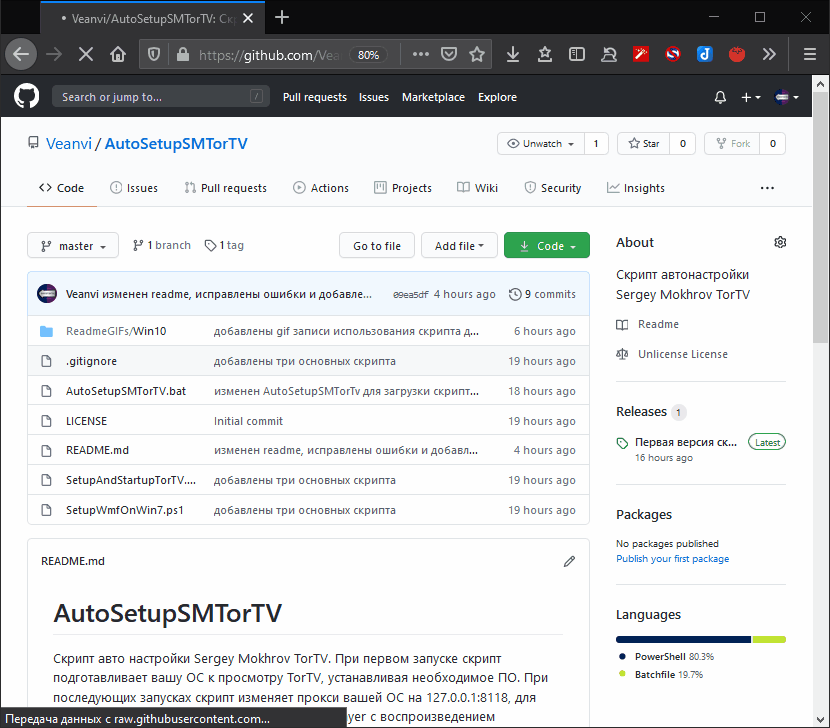 Veanvi/AutoSetupSMTorTV: Скр
https://github.com/Vea 80%
Search or jump to... / Pull requests Issues Marketplace Explore
Veanvi / AutoSetupSMTorTV Unwatch 1 Star 0 Fork 0
Code Issues Pull requests Actions Projects Wiki Security Insights ...
master 1 branch 1 tag Go to file Add file Code
Veanvi изменен readme, исправлены ошибки и добавле... 09ea5df 4 hours ago 9 commits
ReadmeGIFs/Win10 добавлены gif записи использования скрипта д... 6 hours ago
.gitignore добавлены три основных скрипта 19 hours ago
AutoSetupSMTorTV.bat изменен AutoSetupSMTorTv для загрузки скрипт... 18 hours ago
LICENSE Initial commit 19 hours ago
README.md изменен readme, исправлены ошибки и добавл... 4 hours ago
SetupAndStartupTorTV.... добавлены три основных скрипта 19 hours ago
SetupWmfOnWin7.ps1 добавлены три основных скрипта 19 hours ago
README.md
AutoSetupSMTorTV
Скрипт авто настройки Sergey Mokhrov TorTV. При первом запуске скрипт
подготавливает вашу ОС к просмотру TorTV, устанавливая необходимое ПО. При
последующих запусках скрипт изменяет прокси вашей ОС на 127.0.0.1:8118, для
yer с воспроизведением
About
Скрипт автонастройки
Sergey Mokhrov TorTV
Readme
Unlicense License
Releases 1
Первая версия ск... Latest
16 hours ago
Packages
No packages published
Publish your first package
Languages
PowerShell 80.3%
Batchfile 19.7%
Передача данных с raw.githubusercontent.com...